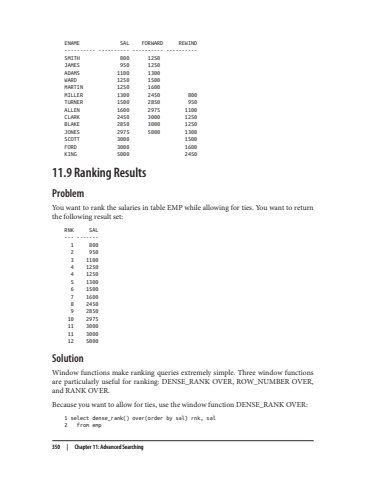 ENAME SAL FORWARD REWIND
---------- ---------- ---------- ----------
SMITH 800 1250
JAMES 950 1250
ADAMS 1100 1300
WARD 1250 1500
MARTIN 1250 1600
MILLER 1300 2450 800
TURNER 1500 2850 950
ALLEN 1600 2975 1100
CLARK 2450 3000 1250
BLAKE 2850 3000 1250
JONES 2975 5000 1300
SCOTT 3000 1500
FORD 3000 1600
KING 5000 2450
11.9 Ranking Results
Problem
You want to rank the salaries in table EMP while allowing for ties. You want to return
the following result set:
RNK SAL
--- -------
1 800
2 950
3 1100
4 1250
4 1250
5 1300
6 1500
7 1600
8 2450
9 2850
10 2975
11 3000
11 3000
12 5000
Solution
Window functions make ranking queries extremely simple. Three window functions
are particularly useful for ranking: DENSE_RANK OVER, ROW_NUMBER OVER,
and RANK OVER.
Because you want to allow for ties, use the window function DENSE_RANK OVER:
1 select dense_rank() over(order by sal) rnk, sal
2 from emp
350 | Chapter 11: Advanced Searching